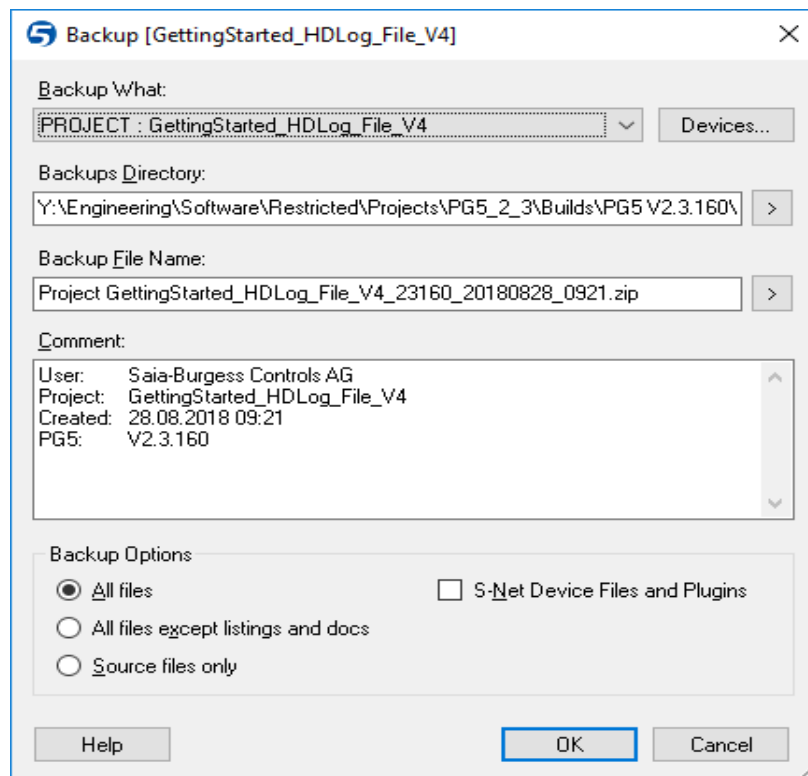 Backup [GettingStarted_HDLog_File_V4]
Backup What:
PROJECT : GettingStarted_HDLog_File_V4
Devices...
Backups Directory:
Y:\Engineering\Software\Restricted\Projects\PG5_2_3\Builds\PG5 V2.3.160\
>
Backup File Name:
Project GettingStarted_HDLog_File_V4_23160_20180828_0921.zip
>
Comment:
User: Saia-Burgess Controls AG
Project: GettingStarted_HDLog_File_V4
Created: 28.08.2018 09:21
PG5: V2.3.160
Backup Options
All files
S-Net Device Files and Plugins
All files except listings and docs
Source files only
Help
OK
Cancel